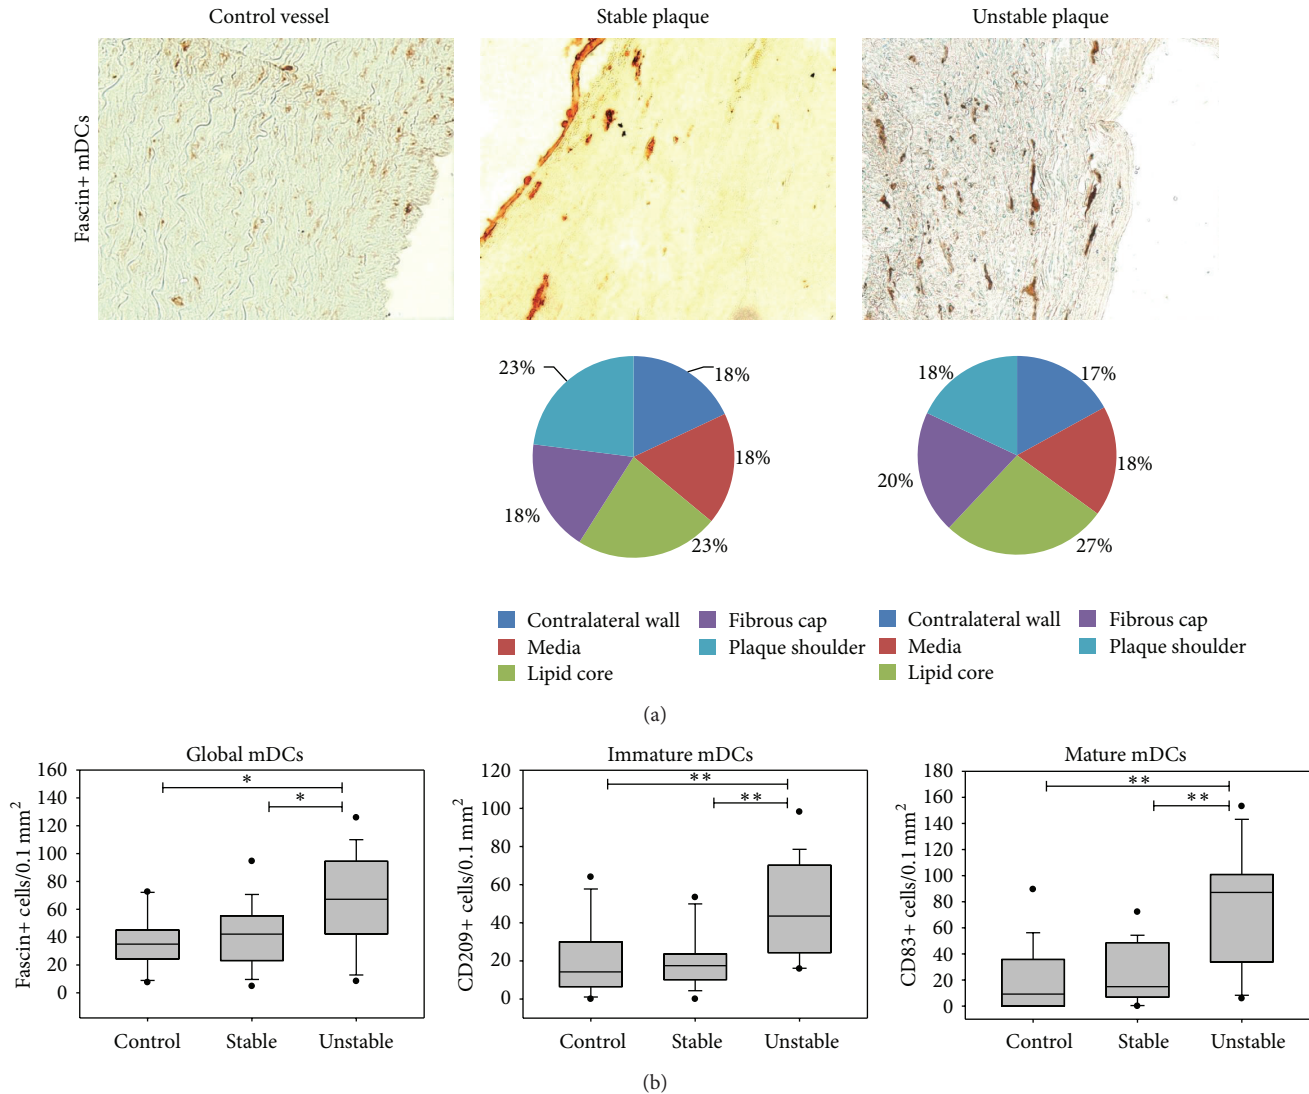 Control vessel
Stable plaque
Unstable plaque
Fascin+ mDCs
23%
18%
18%
23%
18%
18%
17%
18%
27%
20%
Contralateral wall
Fibrous cap
Media
Plaque shoulder
Lipid core
Contralateral wall
Fibrous cap
Media
Plaque shoulder
Lipid core
(a)
Global mDCs
Fascin+ cells/0.1 mm²
160
140
120
100
80
60
40
20
0
*
*
Control Stable Unstable
Immature mDCs
CD209+ cells/0.1 mm²
120
100
80
60
40
20
0
**
**
Control Stable Unstable
Mature mDCs
CD83+ cells/0.1 mm²
180
160
140
120
100
80
60
40
20
0
**
**
Control Stable Unstable
(b)